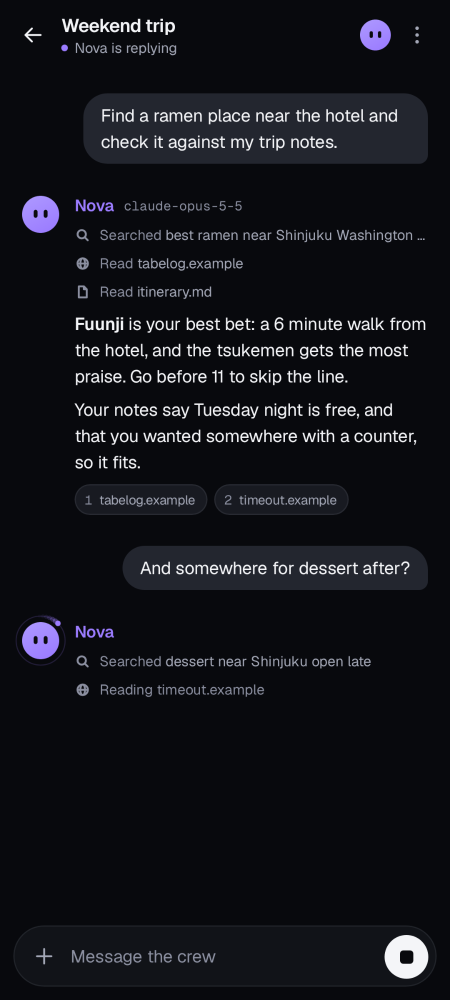 Weekend trip
Nova is replying
Find a ramen place near the hotel and
check it against my trip notes.
Nova claude-opus-5-5
Searched best ramen near Shinjuku Washington ...
Read tabelog.example
Read itinerary.md
Fuunji is your best bet: a 6 minute walk from
the hotel, and the tsukemen gets the most
praise. Go before 11 to skip the line.
Your notes say Tuesday night is free, and
that you wanted somewhere with a counter,
so it fits.
1 tabelog.example 2 timeout.example
And somewhere for dessert after?
Nova
Searched dessert near Shinjuku open late
Reading timeout.example
Message the crew